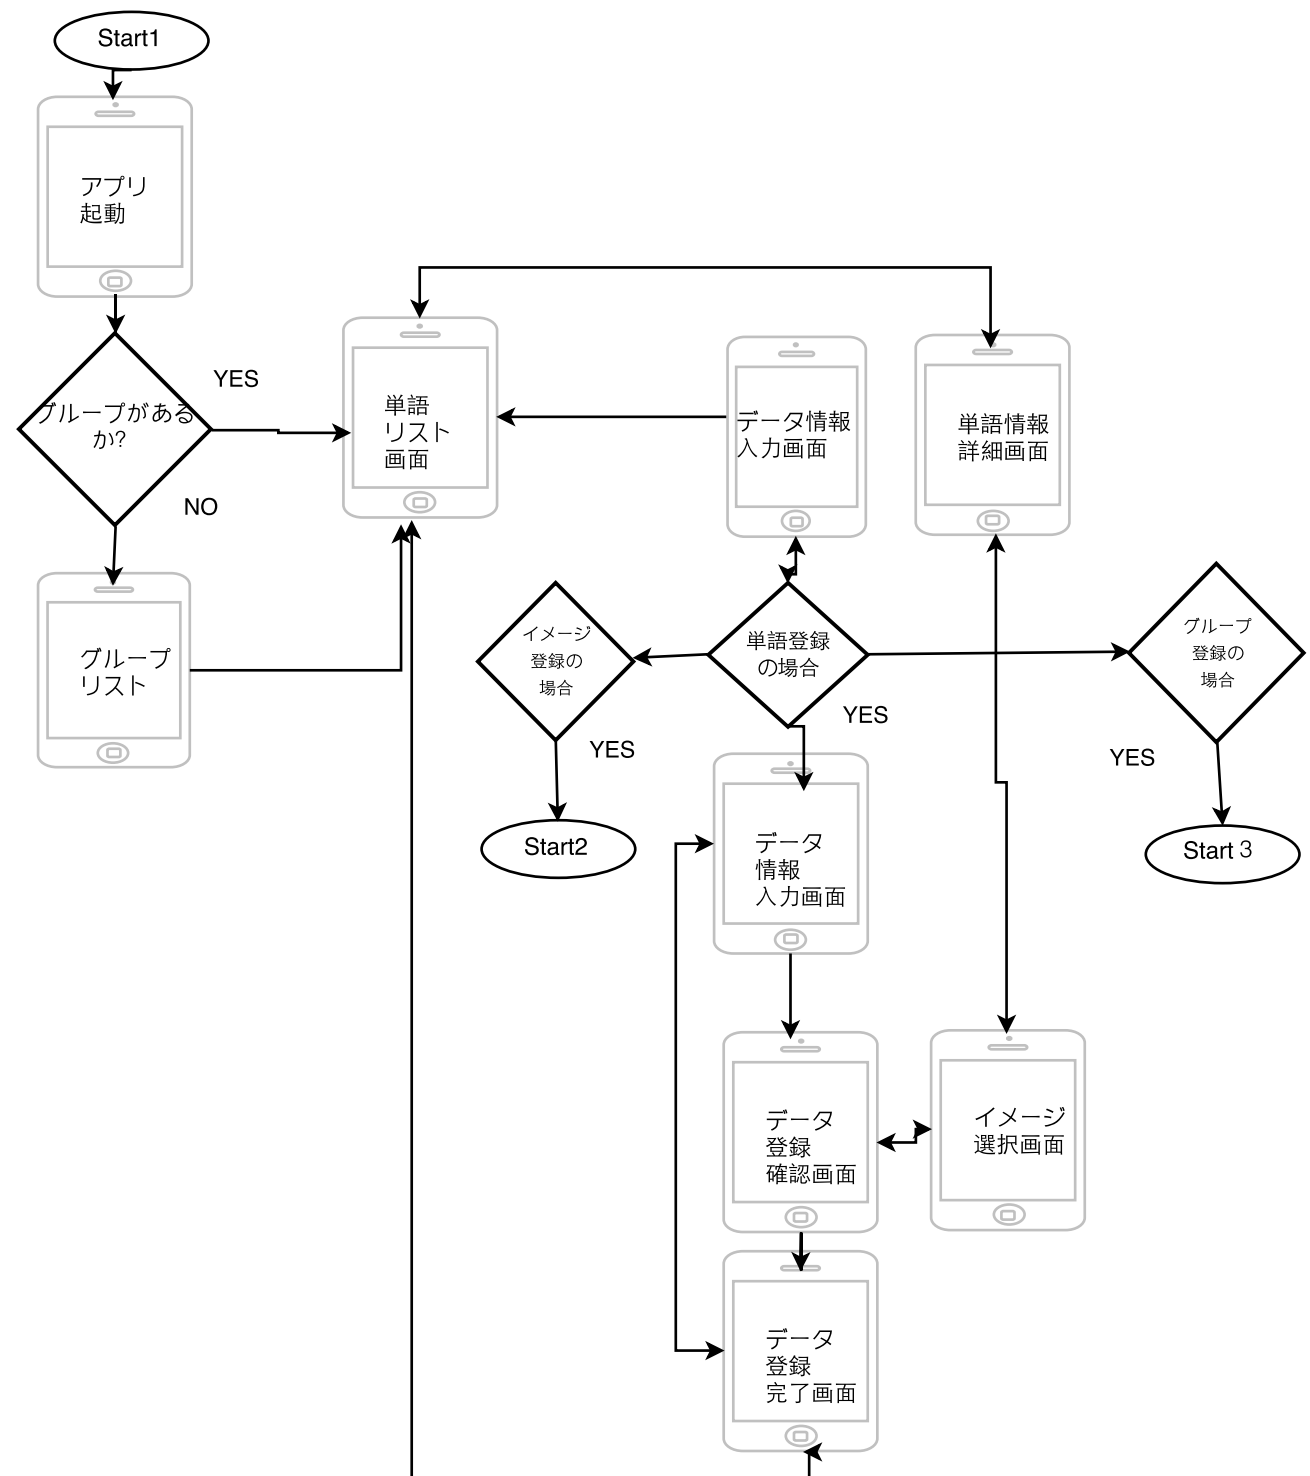 Start1
アプリ
起動
グループがある
か?
YES
NO
グループ
リスト
単語
リスト
画面
データ情報
入力画面
単語情報
詳細画面
イメージ
登録の
場合
YES
Start2
単語登録
の場合
YES
グループ
登録の
場合
YES
Start 3
データ
情報
入力画面
データ
登録
確認画面
イメージ
選択画面
データ
登録
完了画面